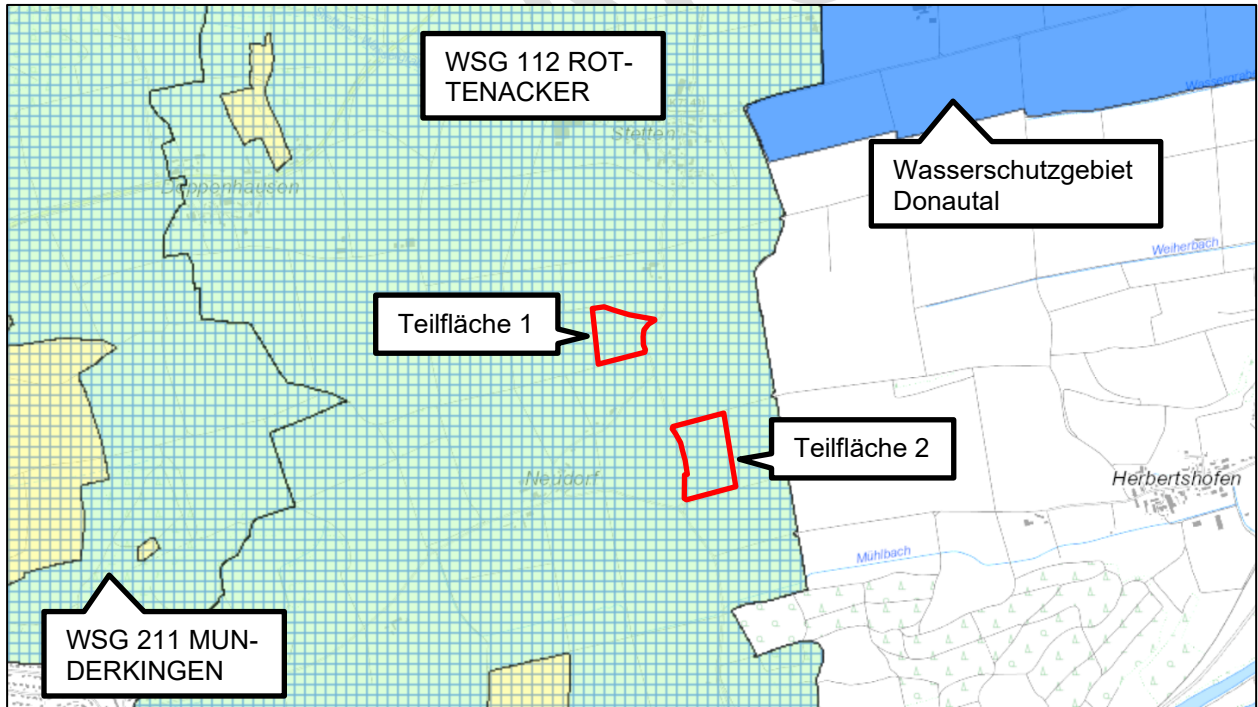 WSG 112 ROT-
TENACKER
Stetten
Wasserschutzgebiet
Donautal
Deppenhausen
Weiherbach
Teilfläche 1
Teilfläche 2
Neudorf
Herbertshofen
Mühlbach
WSG 211 MUN-
DERKINGEN